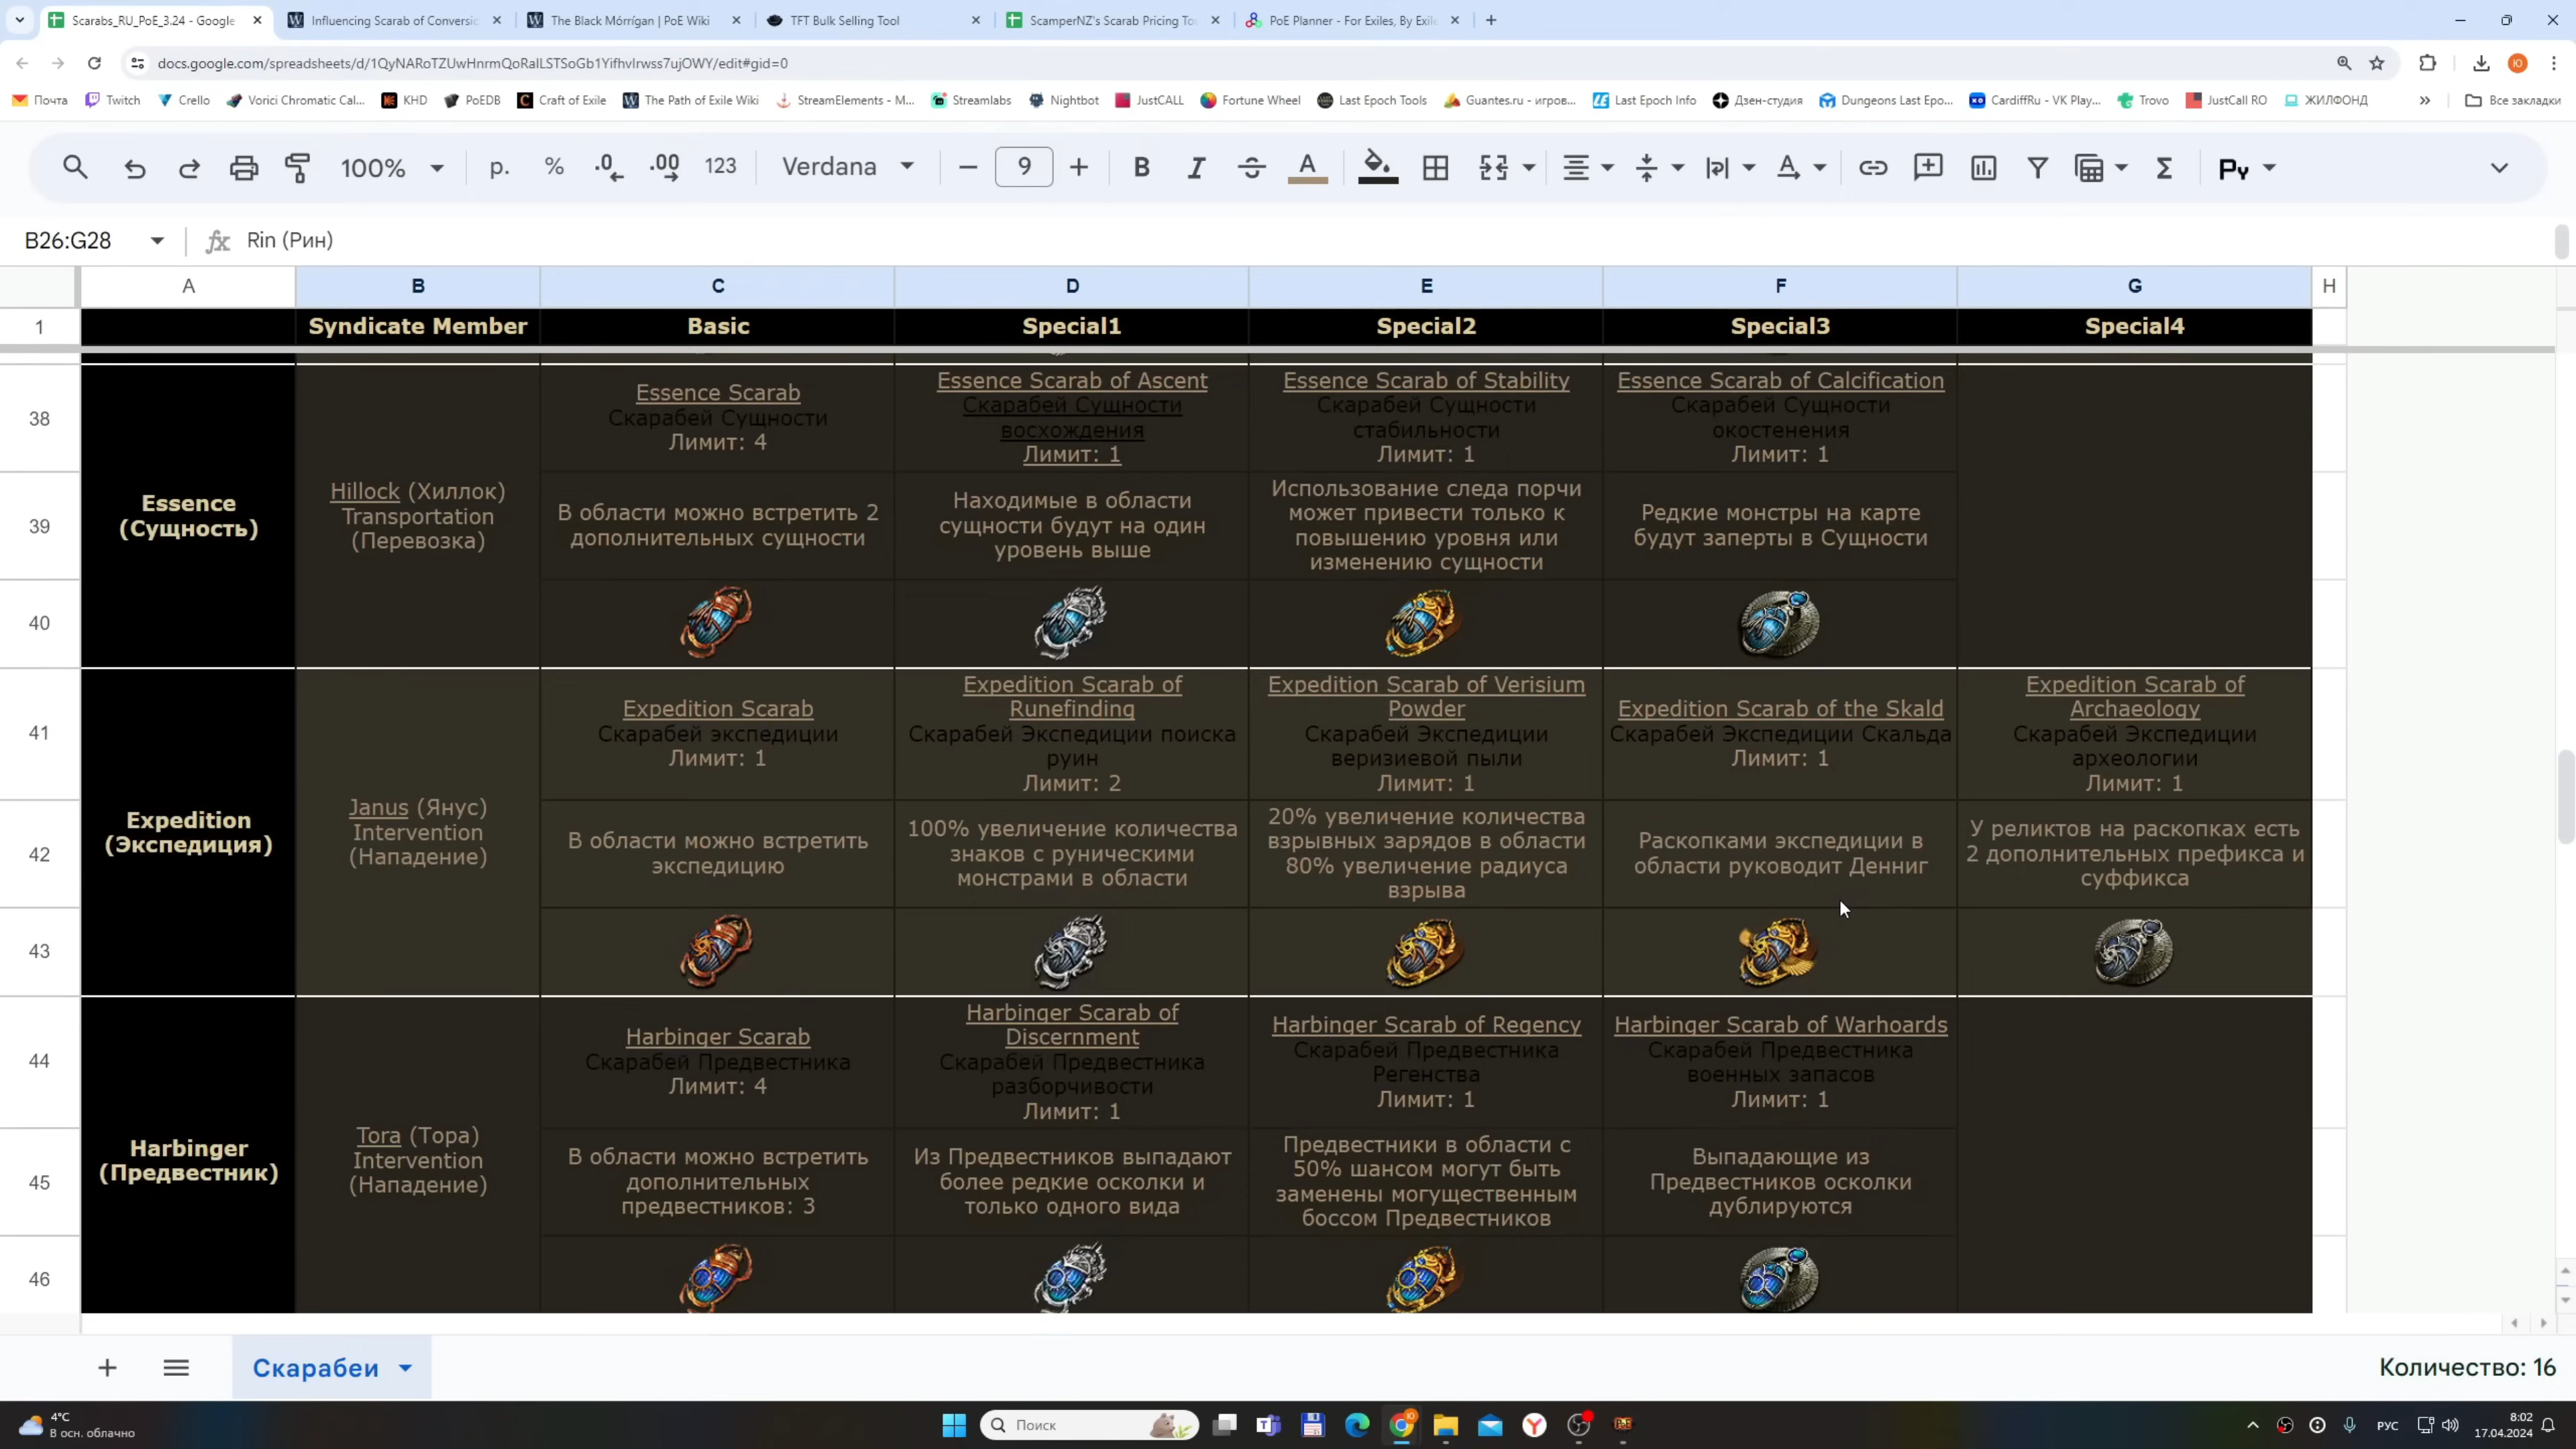 Scarabs_RU_PoE_3.24 - Google
Influencing Scarab of Conversic
The Black Mórrígan | PoE Wiki
TFT Bulk Selling Tool
ScamperNZ's Scarab Pricing Too
PoE Planner - For Exiles, By Exile
docs.google.com/spreadsheets/d/1QyNARoTZUwHnrmQoRaILSTSoGb1YifhvIrwss7ujOWY/edit#gid=0
Почта
Twitch
Crello
Vorici Chromatic Cal...
KHD
PoEDB
Craft of Exile
The Path of Exile Wiki
StreamElements - M...
Streamlabs
Nightbot
JustCALL
Fortune Wheel
Last Epoch Tools
Guantes.ru - игров...
Last Epoch Info
Дзен-студия
Dungeons Last Epo...
CardiffRu - VK Play...
Trovo
JustCall RO
ЖИЛФОНД
Все закладки
100%
р.
%
.0
.00
123
Verdana
9
B26:G28
Rin (Рин)
A B C D E F G H
1
Syndicate Member
Basic
Special1
Special2
Special3
Special4
38
Essence Scarab
Скарабей Сущности
Лимит: 4
Essence Scarab of Ascent
Скарабей Сущности
восхождения
Лимит: 1
Essence Scarab of Stability
Скарабей Сущности
стабильности
Лимит: 1
Essence Scarab of Calcification
Скарабей Сущности
окостенения
Лимит: 1
39
Essence
(Сущность)
Hillock (Хиллок)
Transportation
(Перевозка)
В области можно встретить 2
дополнительных сущности
Находимые в области
сущности будут на один
уровень выше
Использование следа порчи
может привести только к
повышению уровня или
изменению сущности
Редкие монстры на карте
будут заперты в Сущности
40
41
Expedition Scarab
Скарабей экспедиции
Лимит: 1
Expedition Scarab of
Runefinding
Скарабей Экспедиции поиска
руин
Лимит: 2
Expedition Scarab of Verisium
Powder
Скарабей Экспедиции
веризиевой пыли
Лимит: 1
Expedition Scarab of the Skald
Скарабей Экспедиции Скальда
Лимит: 1
Expedition Scarab of
Archaeology
Скарабей Экспедиции
археологии
Лимит: 1
42
Expedition
(Экспедиция)
Janus (Янус)
Intervention
(Нападение)
В области можно встретить
экспедицию
100% увеличение количества
знаков с руническими
монстрами в области
20% увеличение количества
взрывных зарядов в области
80% увеличение радиуса
взрыва
Раскопками экспедиции в
области руководит Денниг
У реликтов на раскопках есть
2 дополнительных префикса и
суффикса
43
44
Harbinger Scarab
Скарабей Предвестника
Лимит: 4
Harbinger Scarab of
Discernment
Скарабей Предвестника
разборчивости
Лимит: 1
Harbinger Scarab of Regency
Скарабей Предвестника
Регенства
Лимит: 1
Harbinger Scarab of Warhoards
Скарабей Предвестника
военных запасов
Лимит: 1
45
Harbinger
(Предвестник)
Tora (Тора)
Intervention
(Нападение)
В области можно встретить
дополнительных
предвестников: 3
Из Предвестников выпадают
более редкие осколки и
только одного вида
Предвестники в области с
50% шансом могут быть
заменены могущественным
боссом Предвестников
Выпадающие из
Предвестников осколки
дублируются
46
Скарабеи
Количество: 16
4°C
В осн. облачно
Поиск
РУС
8:02
17.04.2024